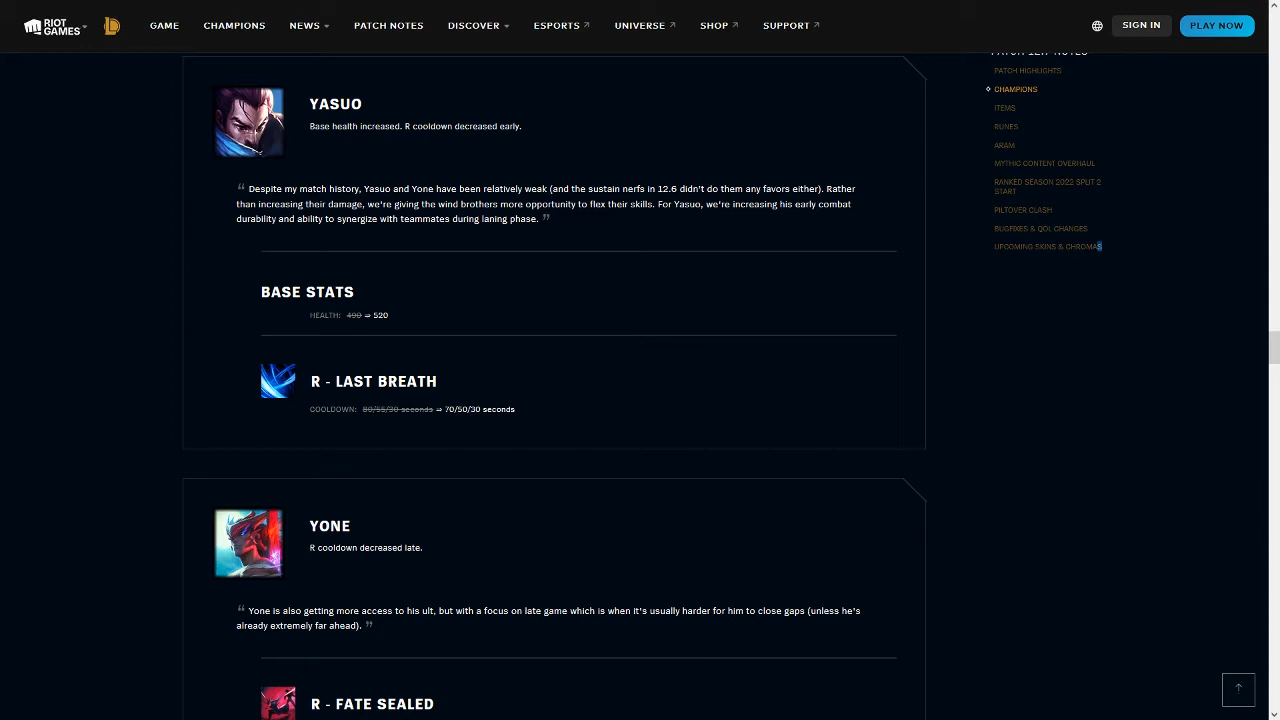 RIOT GAMES GAME CHAMPIONS NEWS PATCH NOTES DISCOVER ESPORTS UNIVERSE SHOP SUPPORT SIGN IN PLAY NOW
PATCH HIGHLIGHTS
CHAMPIONS
ITEMS
RUNES
ARAM
MYTHIC CONTENT OVERHAUL
RANKED SEASON 2022 SPLIT 2
START
PILTOVER CLASH
BUGFIXES & QOL CHANGES
UPCOMING SKINS & CHROMAS
YASUO
Base health increased. R cooldown decreased early.
" Despite my match history, Yasuo and Yone have been relatively weak (and the sustain nerfs in 12.6 didn't do them any favors either). Rather
than increasing their damage, we're giving the wind brothers more opportunity to flex their skills. For Yasuo, we're increasing his early combat
durability and ability to synergize with teammates during laning phase. "
BASE STATS
HEALTH: 490 ⇒ 520
R - LAST BREATH
COOLDOWN: 80/55/30 seconds ⇒ 70/50/30 seconds
YONE
R cooldown decreased late.
" Yone is also getting more access to his ult, but with a focus on late game which is when it's usually harder for him to close gaps (unless he's
already extremely far ahead). "
R - FATE SEALED